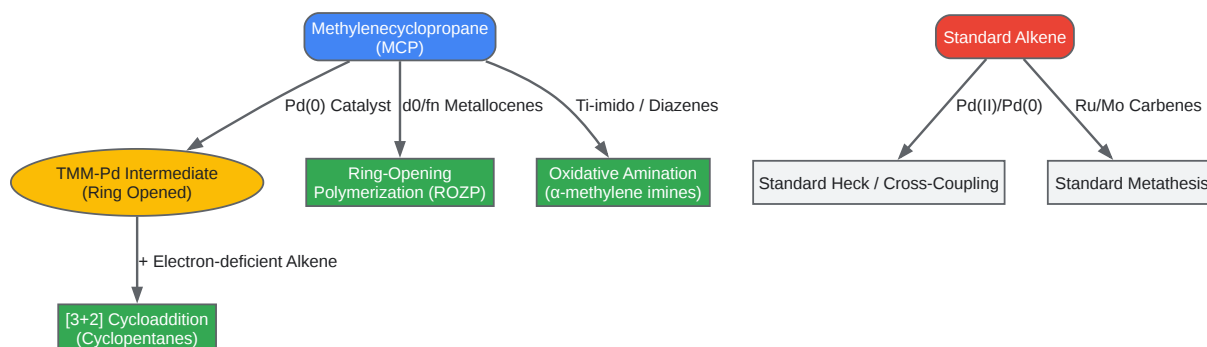 Methylenecyclopropane
(MCP)
Standard Alkene
Pd(0) Catalyst
d0/fn Metallocenes
Ti-imido / Diazenes
Pd(II)/Pd(0)
Ru/Mo Carbenes
TMM-Pd Intermediate
(Ring Opened)
Ring-Opening
Polymerization (ROZP)
Oxidative Amination
(α-methylene imines)
Standard Heck / Cross-Coupling
Standard Metathesis
+ Electron-deficient Alkene
[3+2] Cycloaddition
(Cyclopentanes)